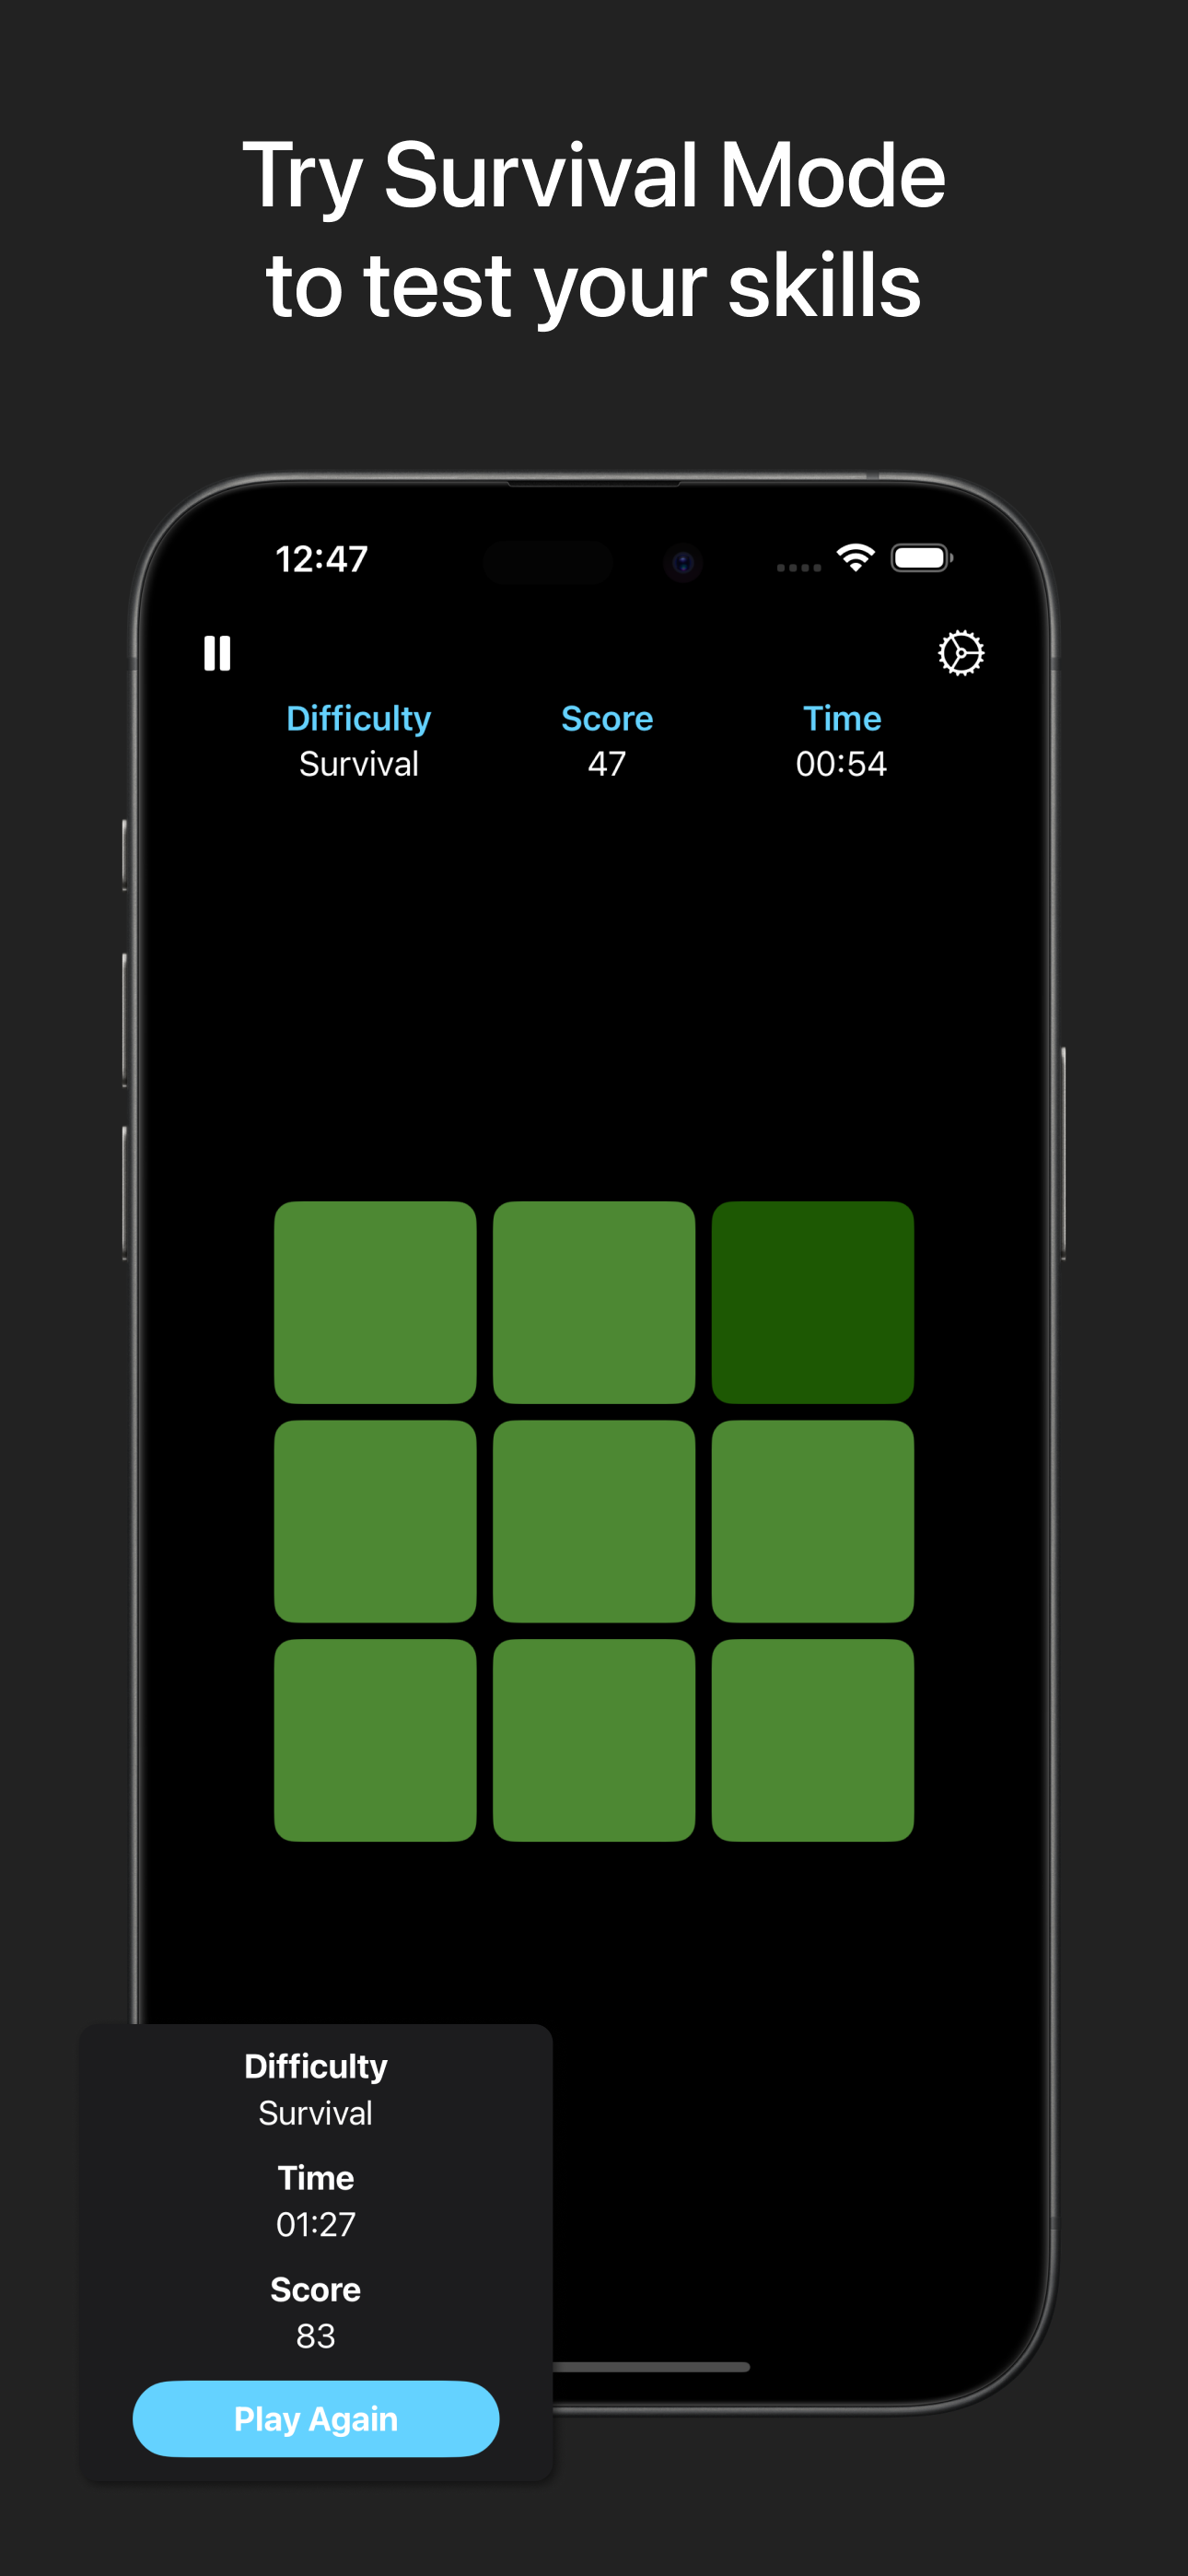 Try Survival Mode
to test your skills
12:47
Difficulty Score Time
Survival 47 00:54
Difficulty
Survival
Time
01:27
Score
83
Play Again